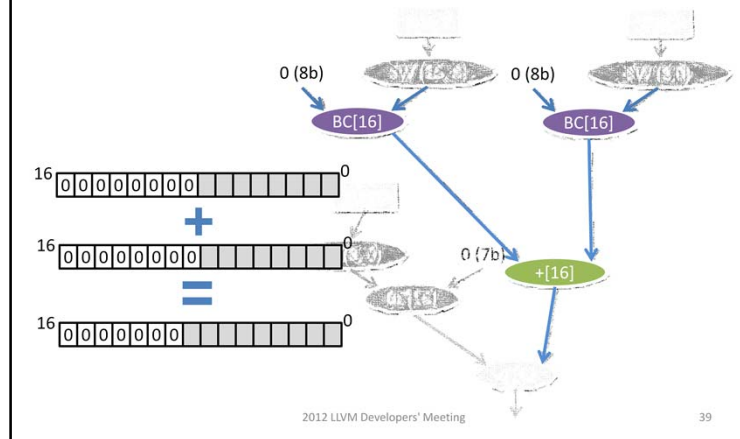 0 (8b) 0 (8b)
BC[16] BC[16]
16 0 0 0 0 0 0 0 0 0
+
16 0 0 0 0 0 0 0 0 0
0 (7b)
+[16]
=
16 0 0 0 0 0 0 0 0
2012 LLVM Developers' Meeting 39